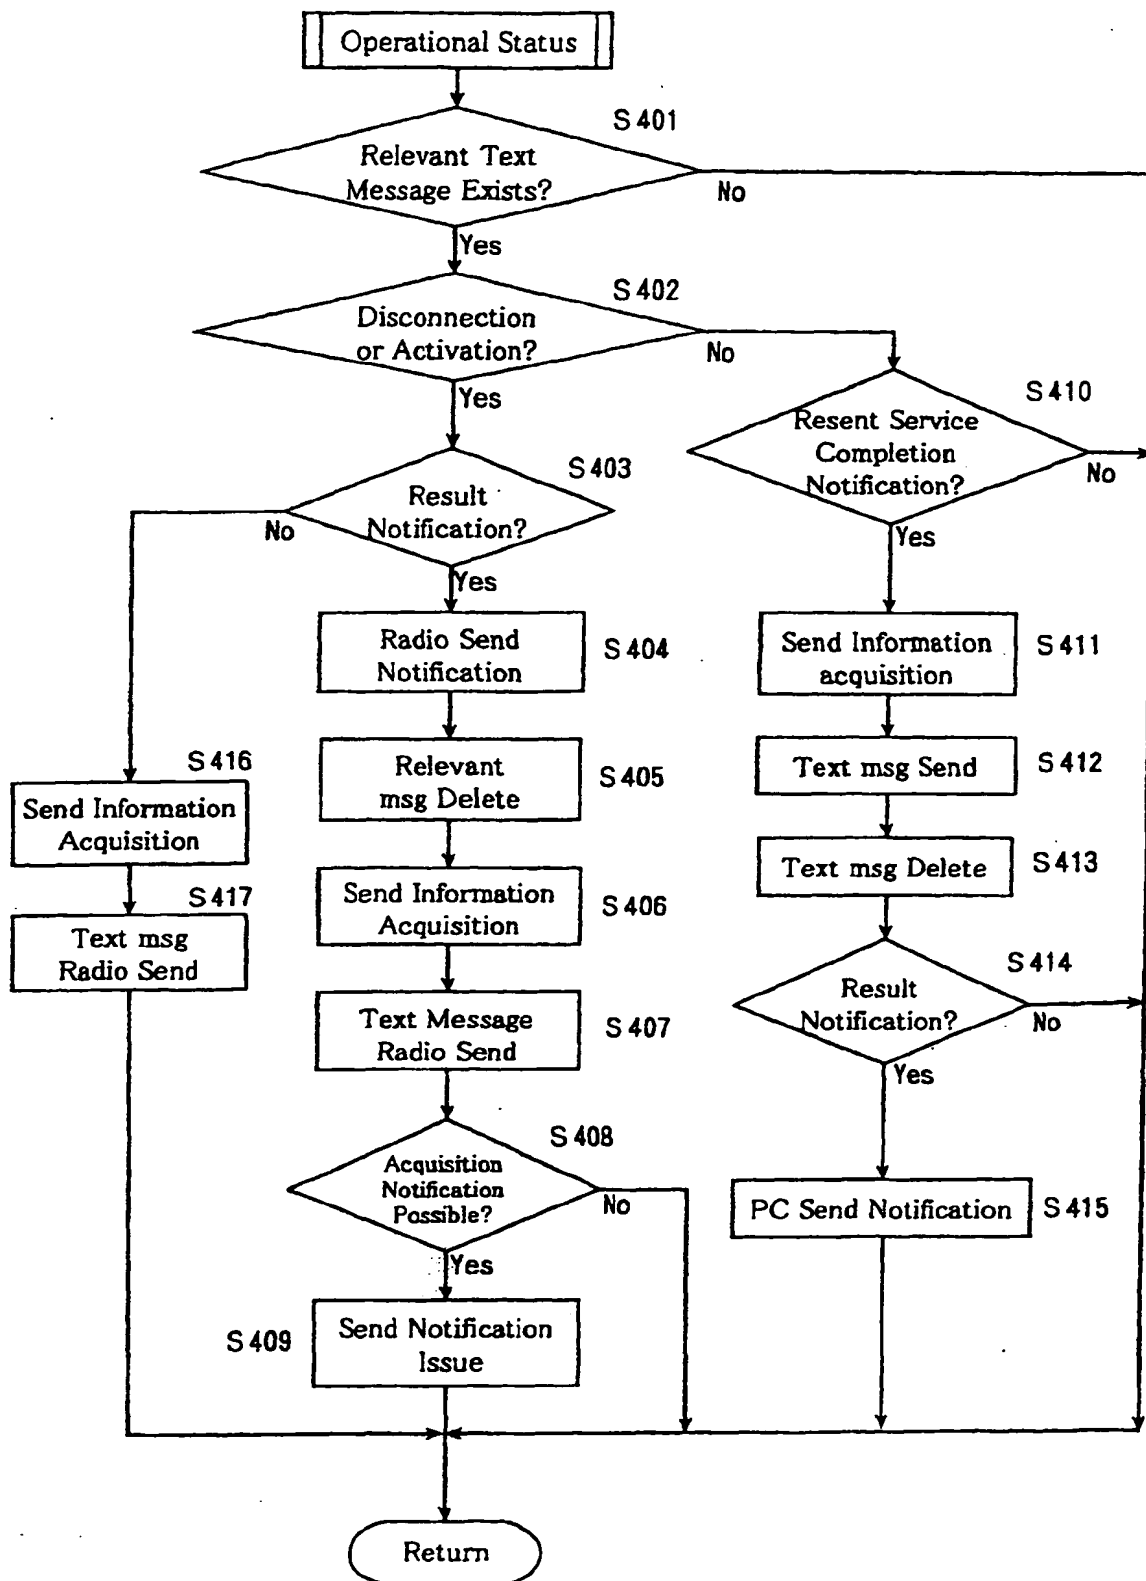 Operational Status
S401
Relevant Text
Message Exists?
No
Yes
S402
Disconnection
or Activation?
No
Yes
S410
Resent Service
Completion
Notification?
No
Yes
S403
Result
Notification?
No
Yes
Radio Send
Notification
S404
Send Information
acquisition
S411
Relevant
msg Delete
S405
Text msg Send
S412
S416
Send Information
Acquisition
Send Information
Acquisition
S406
Text msg Delete
S413
S417
Text msg
Radio Send
Text Message
Radio Send
S407
S414
Result
Notification?
No
Yes
S408
Acquisition
Notification
Possible?
No
Yes
PC Send Notification
S415
S409
Send Notification
Issue
Return